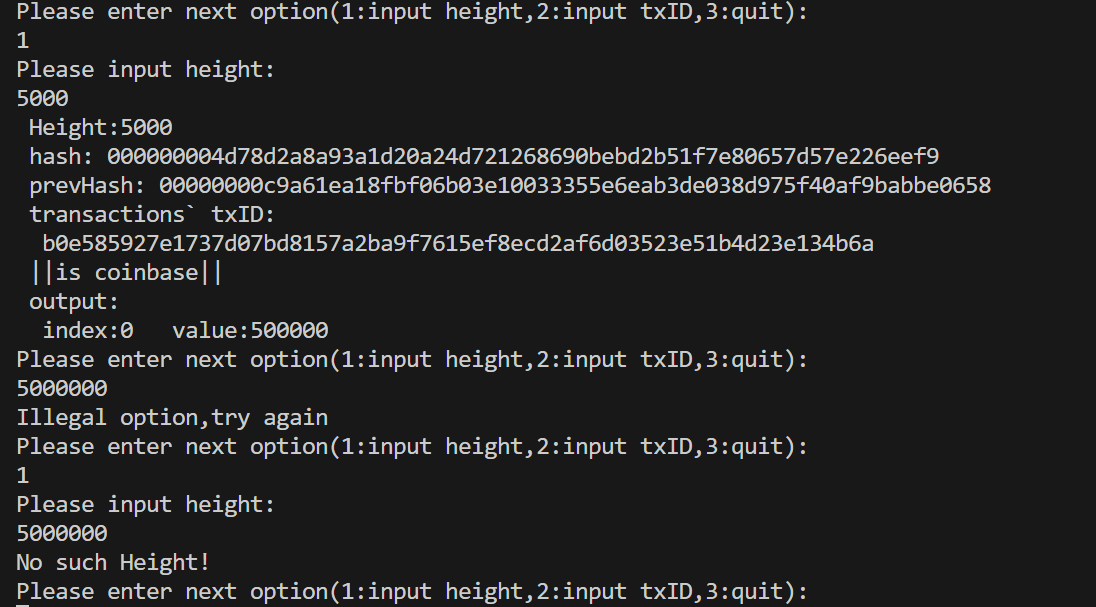 Please enter next option(1:input height,2:input txID,3:quit):
1
Please input height:
5000
Height:5000
hash: 000000004d78d2a8a93a1d20a24d721268690bebd2b51f7e80657d57e226eef9
prevHash: 00000000c9a61ea18fbf06b03e10033355e6eab3de038d975f40af9babbe0658
transactions` txID:
b0e585927e1737d07bd8157a2ba9f7615ef8ecd2af6d03523e51b4d23e134b6a
||is coinbase||
output:
index:0   value:500000
Please enter next option(1:input height,2:input txID,3:quit):
5000000
Illegal option,try again
Please enter next option(1:input height,2:input txID,3:quit):
1
Please input height:
5000000
No such Height!
Please enter next option(1:input height,2:input txID,3:quit):